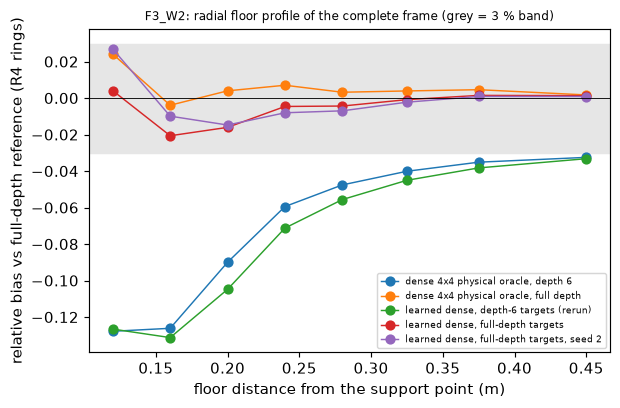 F3_W2: radial floor profile of the complete frame (grey = 3 % band)
relative bias vs full-depth reference (R4 rings)
0.02
0.00
−0.02
−0.04
−0.06
−0.08
−0.10
−0.12
dense 4x4 physical oracle, depth 6
dense 4x4 physical oracle, full depth
learned dense, depth-6 targets (rerun)
learned dense, full-depth targets
learned dense, full-depth targets, seed 2
0.15 0.20 0.25 0.30 0.35 0.40 0.45
floor distance from the support point (m)